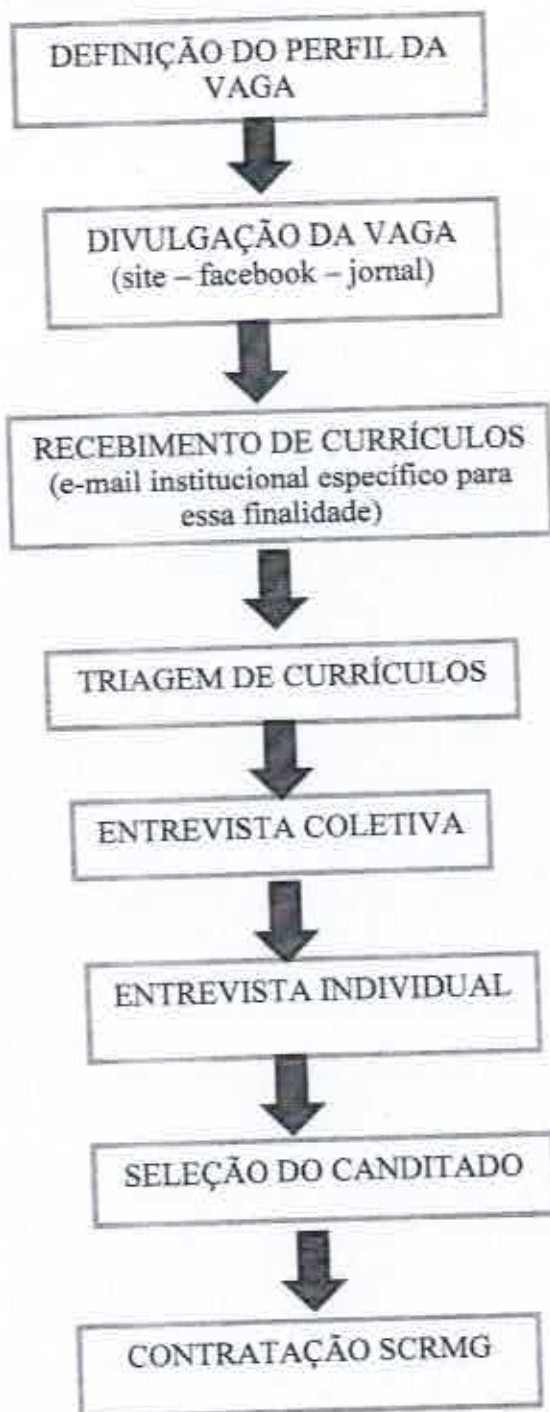 DEFINIÇÃO DO PERFIL DA
VAGA
DIVULGAÇÃO DA VAGA
(site – facebook – jornal)
RECEBIMENTO DE CURRÍCULOS
(e-mail institucional específico para
essa finalidade)
TRIAGEM DE CURRÍCULOS
ENTREVISTA COLETIVA
ENTREVISTA INDIVIDUAL
SELEÇÃO DO CANDITADO
CONTRATAÇÃO SCRMG